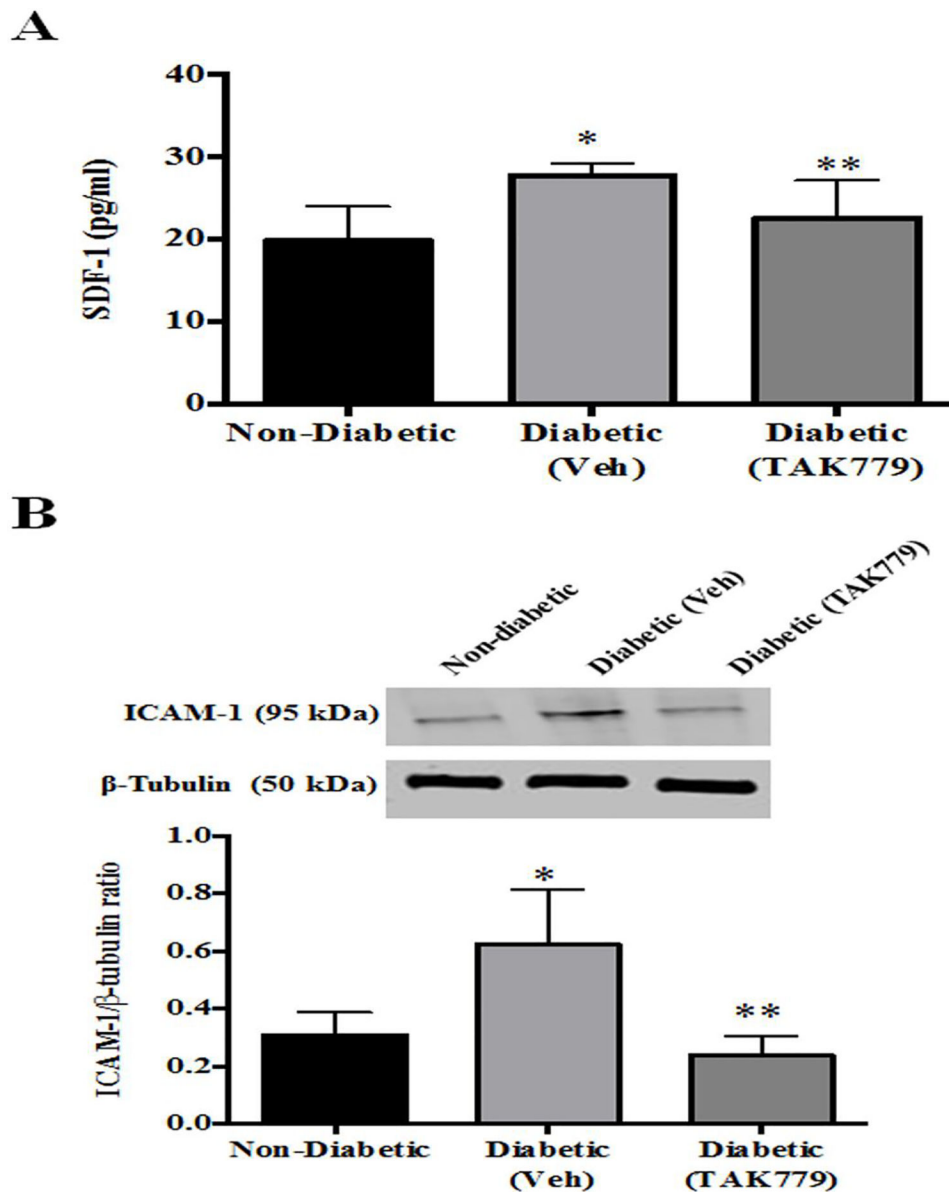 A
SDF-1 (pg/ml)
40
30
20
10
0
*
**
Non-Diabetic
Diabetic
(Veh)
Diabetic
(TAK779)
B
Non-diabetic
Diabetic (Veh)
Diabetic (TAK779)
ICAM-1 (95 kDa)
β-Tubulin (50 kDa)
ICAM-1/β-tubulin ratio
1.0
0.8
0.6
0.4
0.2
0.0
*
**
Non-Diabetic
Diabetic
(Veh)
Diabetic
(TAK779)